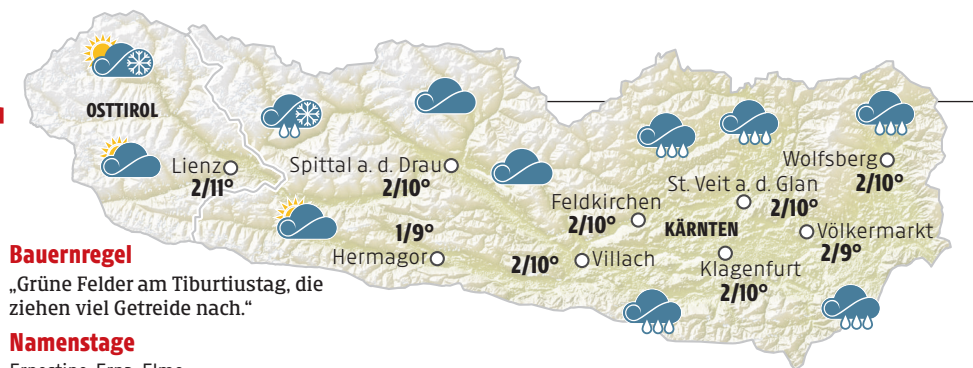 OSTTIROL
Lienz
2/11°
Spittal a. d. Drau
2/10°
Wolfsberg
2/10°
St. Veit a. d. Glan
2/10°
Feldkirchen
2/10°
KÄRNTEN
Völkermarkt
2/9°
1/9°
Hermagor
2/10°
Villach
Klagenfurt
2/10°
Bauernregel
„Grüne Felder am Tiburtiustag, die
ziehen viel Getreide nach.“
Namenstage